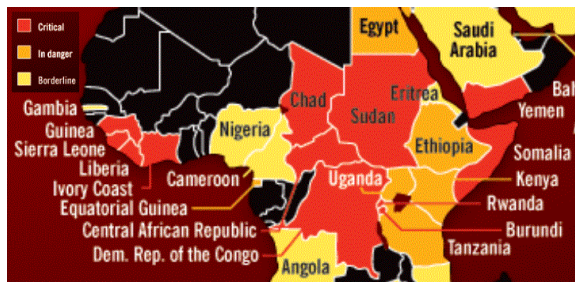 Critical
In danger
Borderline
Egypt
Saudi
Arabia
Chad
Sudan
Eritrea
Bah
Yemen
Gambia
Guinea
Sierra Leone
Liberia
Ivory Coast
Nigeria
Ethiopia
Somalia
Cameroon
Uganda
Kenya
Equatorial Guinea
Rwanda
Central African Republic
Burundi
Dem. Rep. of the Congo
Tanzania
Angola